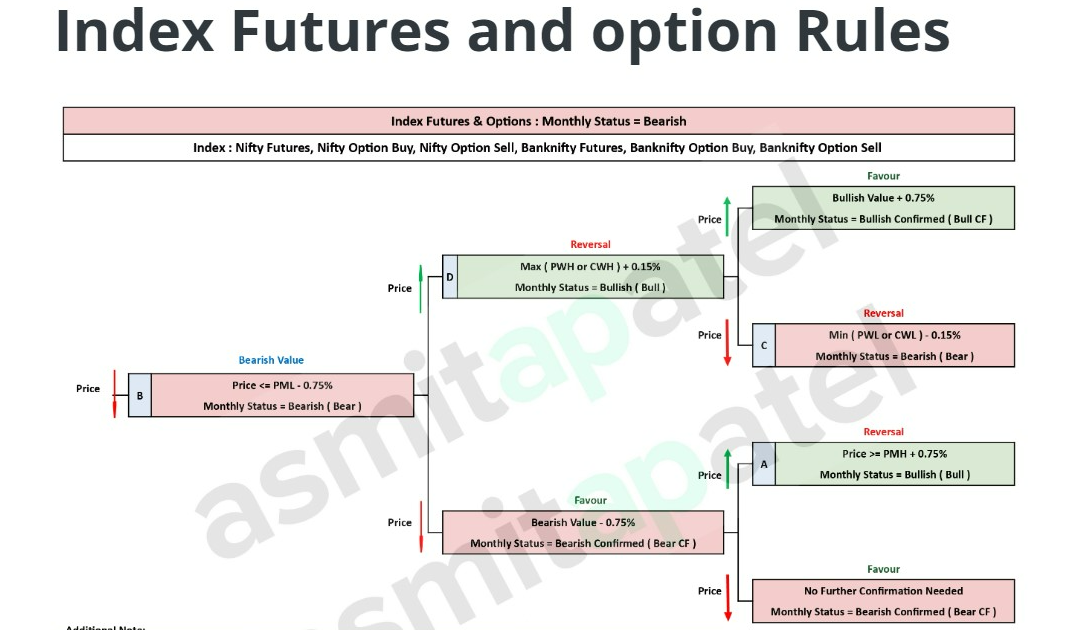 Index Futures and option Rules
Index Futures & Options : Monthly Status = Bearish
Index : Nifty Futures, Nifty Option Buy, Nifty Option Sell, Banknifty Futures, Banknifty Option Buy, Banknifty Option Sell
Favour
Bullish Value + 0.75%
Monthly Status = Bullish Confirmed ( Bull CF )
Price
Reversal
D
Max ( PWH or CWH ) + 0.15%
Monthly Status = Bullish ( Bull )
Price
Reversal
Price
C
Min ( PWL or CWL ) - 0.15%
Monthly Status = Bearish ( Bear )
Bearish Value
Price
B
Price <= PML - 0.75%
Monthly Status = Bearish ( Bear )
Reversal
Price
A
Price >= PMH + 0.75%
Monthly Status = Bullish ( Bull )
Favour
Price
Bearish Value - 0.75%
Monthly Status = Bearish Confirmed ( Bear CF )
Favour
Price
No Further Confirmation Needed
Monthly Status = Bearish Confirmed ( Bear CF )
asmitapatel
asmitapatel
Additional Note: